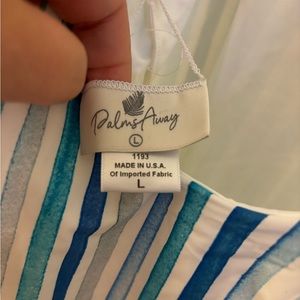 Palms Away
L
1193
MADE IN U.S.A.
Of Imported Fabric
L